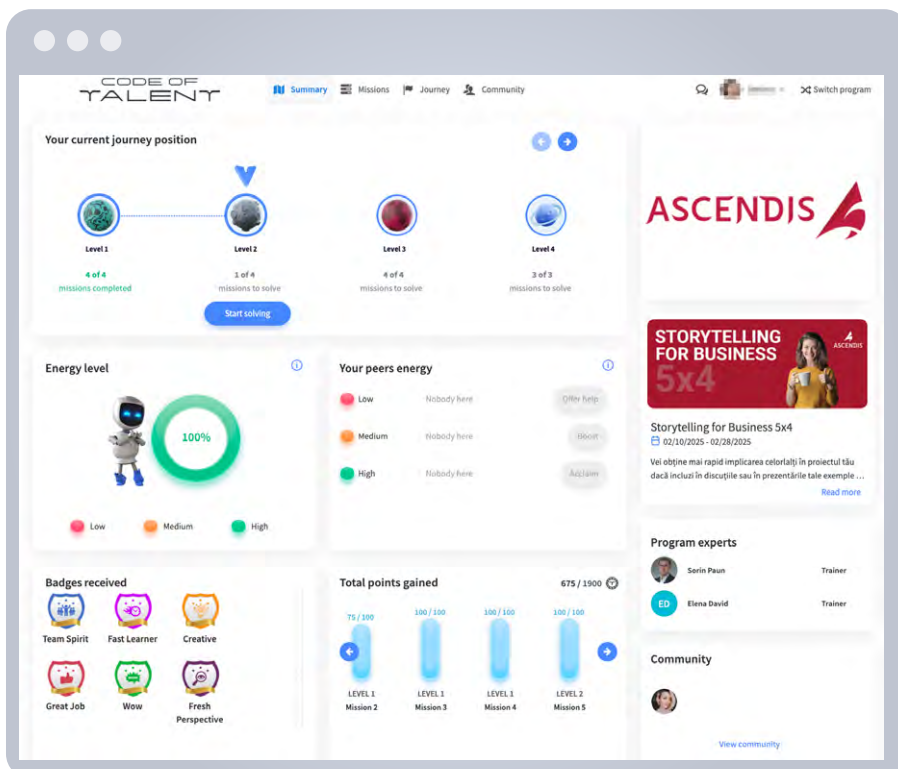 CODE OF
TALENT
Summary
Missions
Journey
Community
Switch program
Your current journey position
Level 1
Level 2
Level 3
Level 4
4 of 4
missions completed
1 of 4
missions to solve
4 of 4
missions to solve
3 of 3
missions to solve
Start solving
ASCENDIS
Energy level
100%
Low
Medium
High
Your peers energy
Low
Nobody here
Offer help
Medium
Nobody here
Boost
High
Nobody here
STORYTELLING
FOR BUSINESS
5x4
ASCENDIS
Storytelling for Business 5x4
02/10/2025 - 02/28/2025
Vei obține mai rapid implicarea celorlalți în proiectul tău
dacă incluzi în discuțiile sau în prezentările tale exemple ...
Read more
Program experts
Sorin Paun
Trainer
ED
Elena David
Trainer
Badges received
Team Spirit
Fast Learner
Creative
Great Job
Wow
Fresh
Perspective
Total points gained
675 / 1900
75 / 100
100 / 100
100 / 100
100 / 100
LEVEL 1
Mission 2
LEVEL 1
Mission 3
LEVEL 1
Mission 4
LEVEL 2
Mission 5
Community
View community